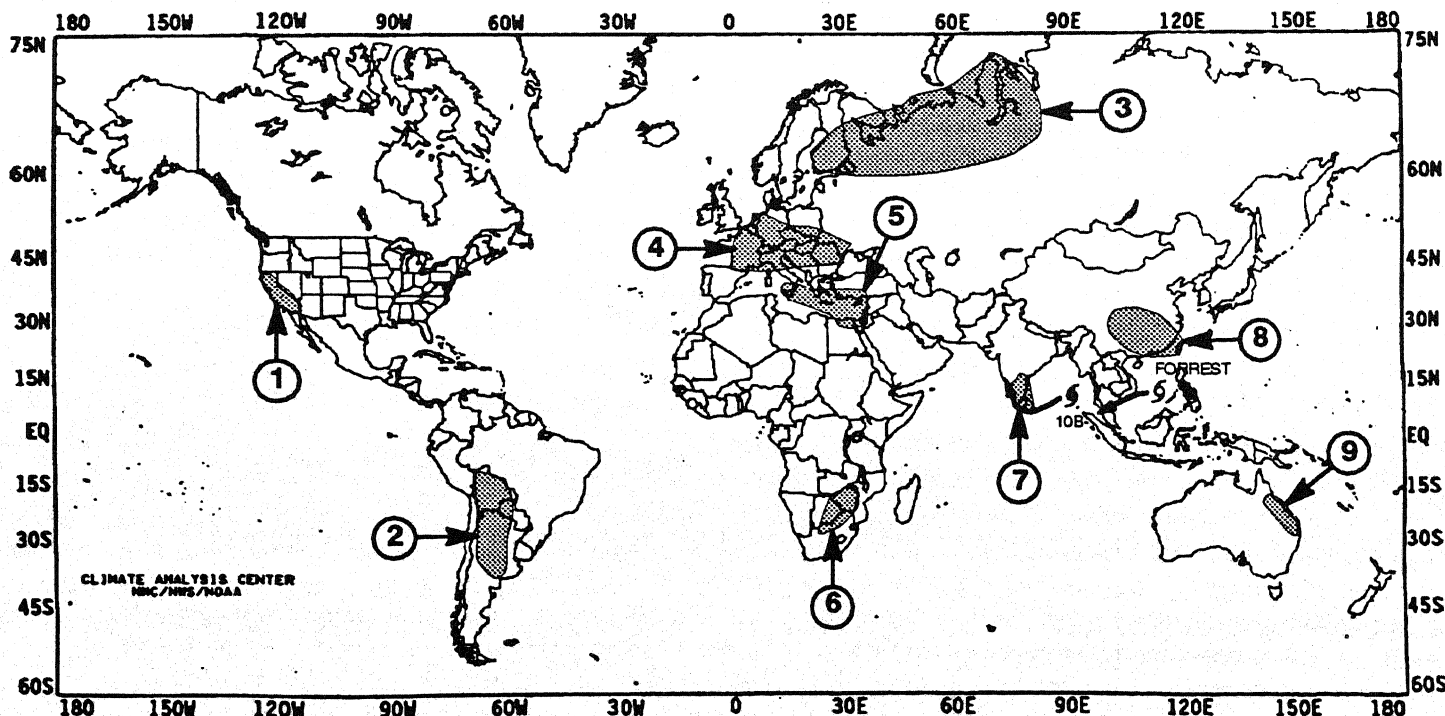 180 150W 120W 90W 60W 30W 0 30E 60E 90E 120E 150E 180
75N 75N
3
60N 60N
5
4
45N 45N
30N 30N
8
1
FORREST
15N 15N
10B
EQ EQ
9
7
15S 15S
2
30S 30S
CLIMATE ANALYSIS CENTER
NMC/NWS/NOAA
6
45S 45S
60S 60S
180 150W 120W 90W 60W 30W 0 30E 60E 90E 120E 150E 180